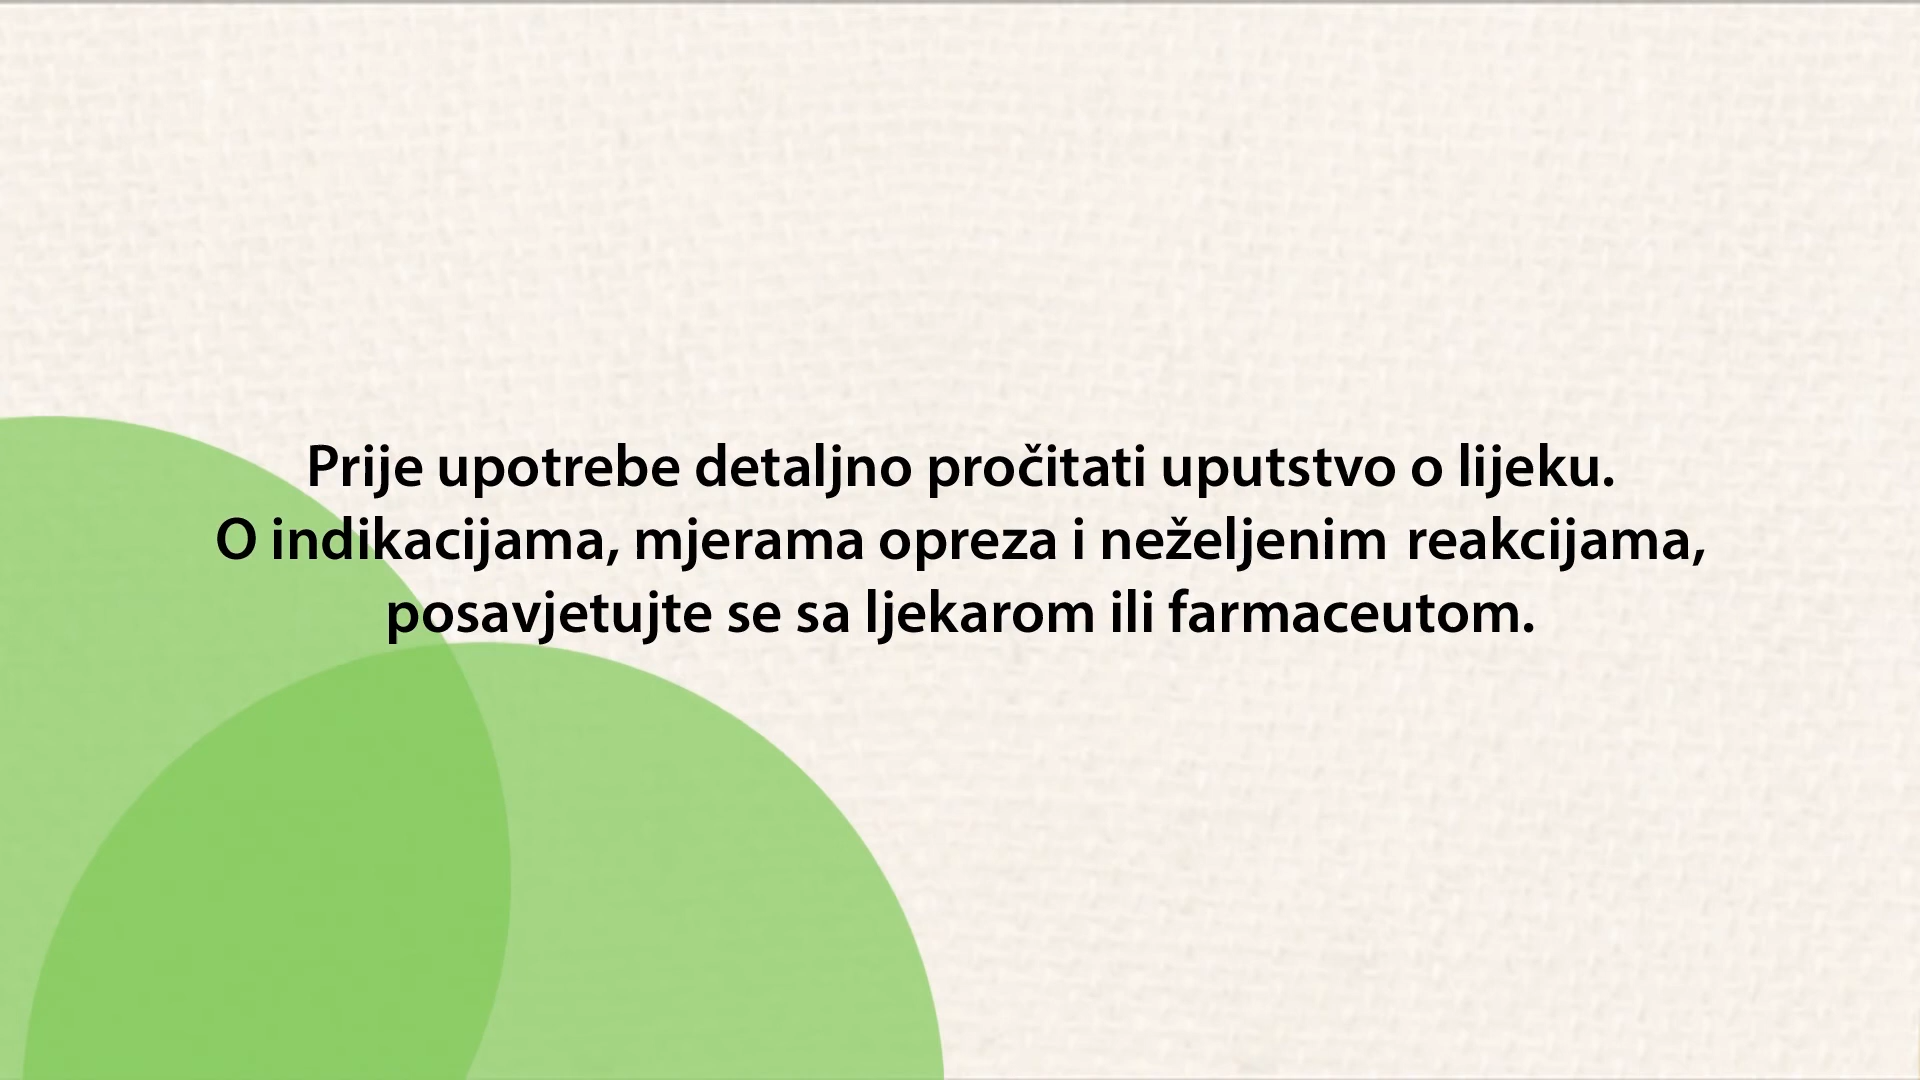 Prije upotrebe detaljno pročitati uputstvo o lijeku.
O indikacijama, mjerama opreza i neželjenim reakcijama,
posavjetujte se sa ljekarom ili farmaceutom.